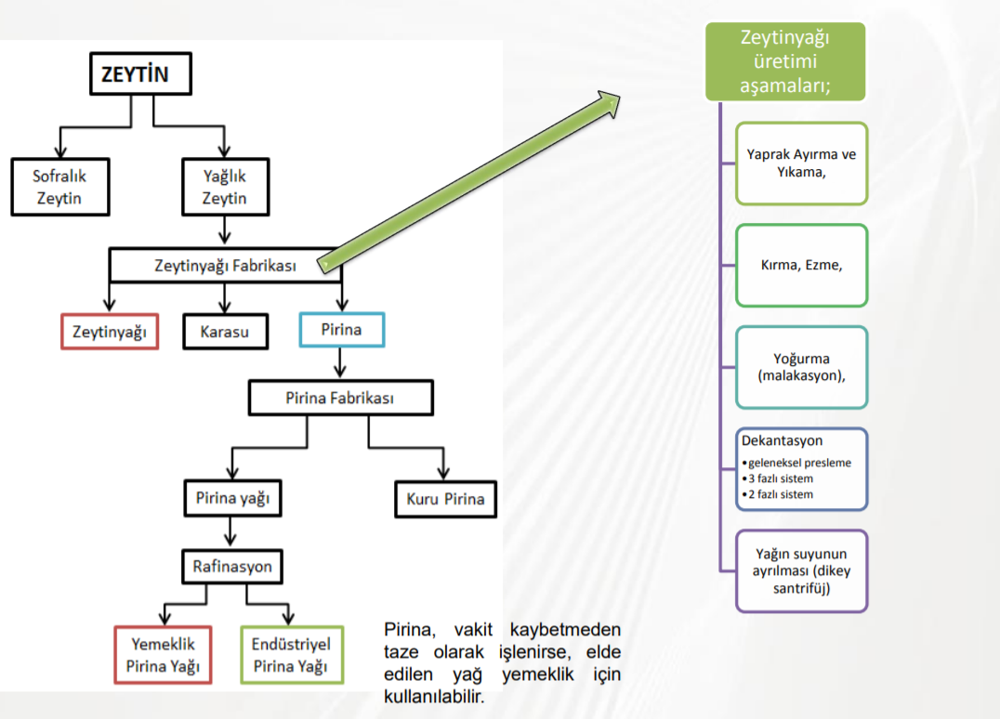 ZEYTİN
Sofralık
Zeytin
Yağlık
Zeytin
Zeytinyağı Fabrikası
Zeytinyağı
Karasu
Pirina
Pirina Fabrikası
Pirina yağı
Kuru Pirina
Rafinasyon
Yemeklik
Pirina Yağı
Endüstriyel
Pirina Yağı
Pirina, vakit kaybetmeden
taze olarak işlenirse, elde
edilen yağ yemeklik için
kullanılabilir.
Zeytinyağı
üretimi
aşamaları;
Yaprak Ayırma ve
Yıkama,
Kırma, Ezme,
Yoğurma
(malakasyon),
Dekantasyon
•geleneksel presleme
•3 fazlı sistem
•2 fazlı sistem
Yağın suyunun
ayrılması (dikey
santrifüj)